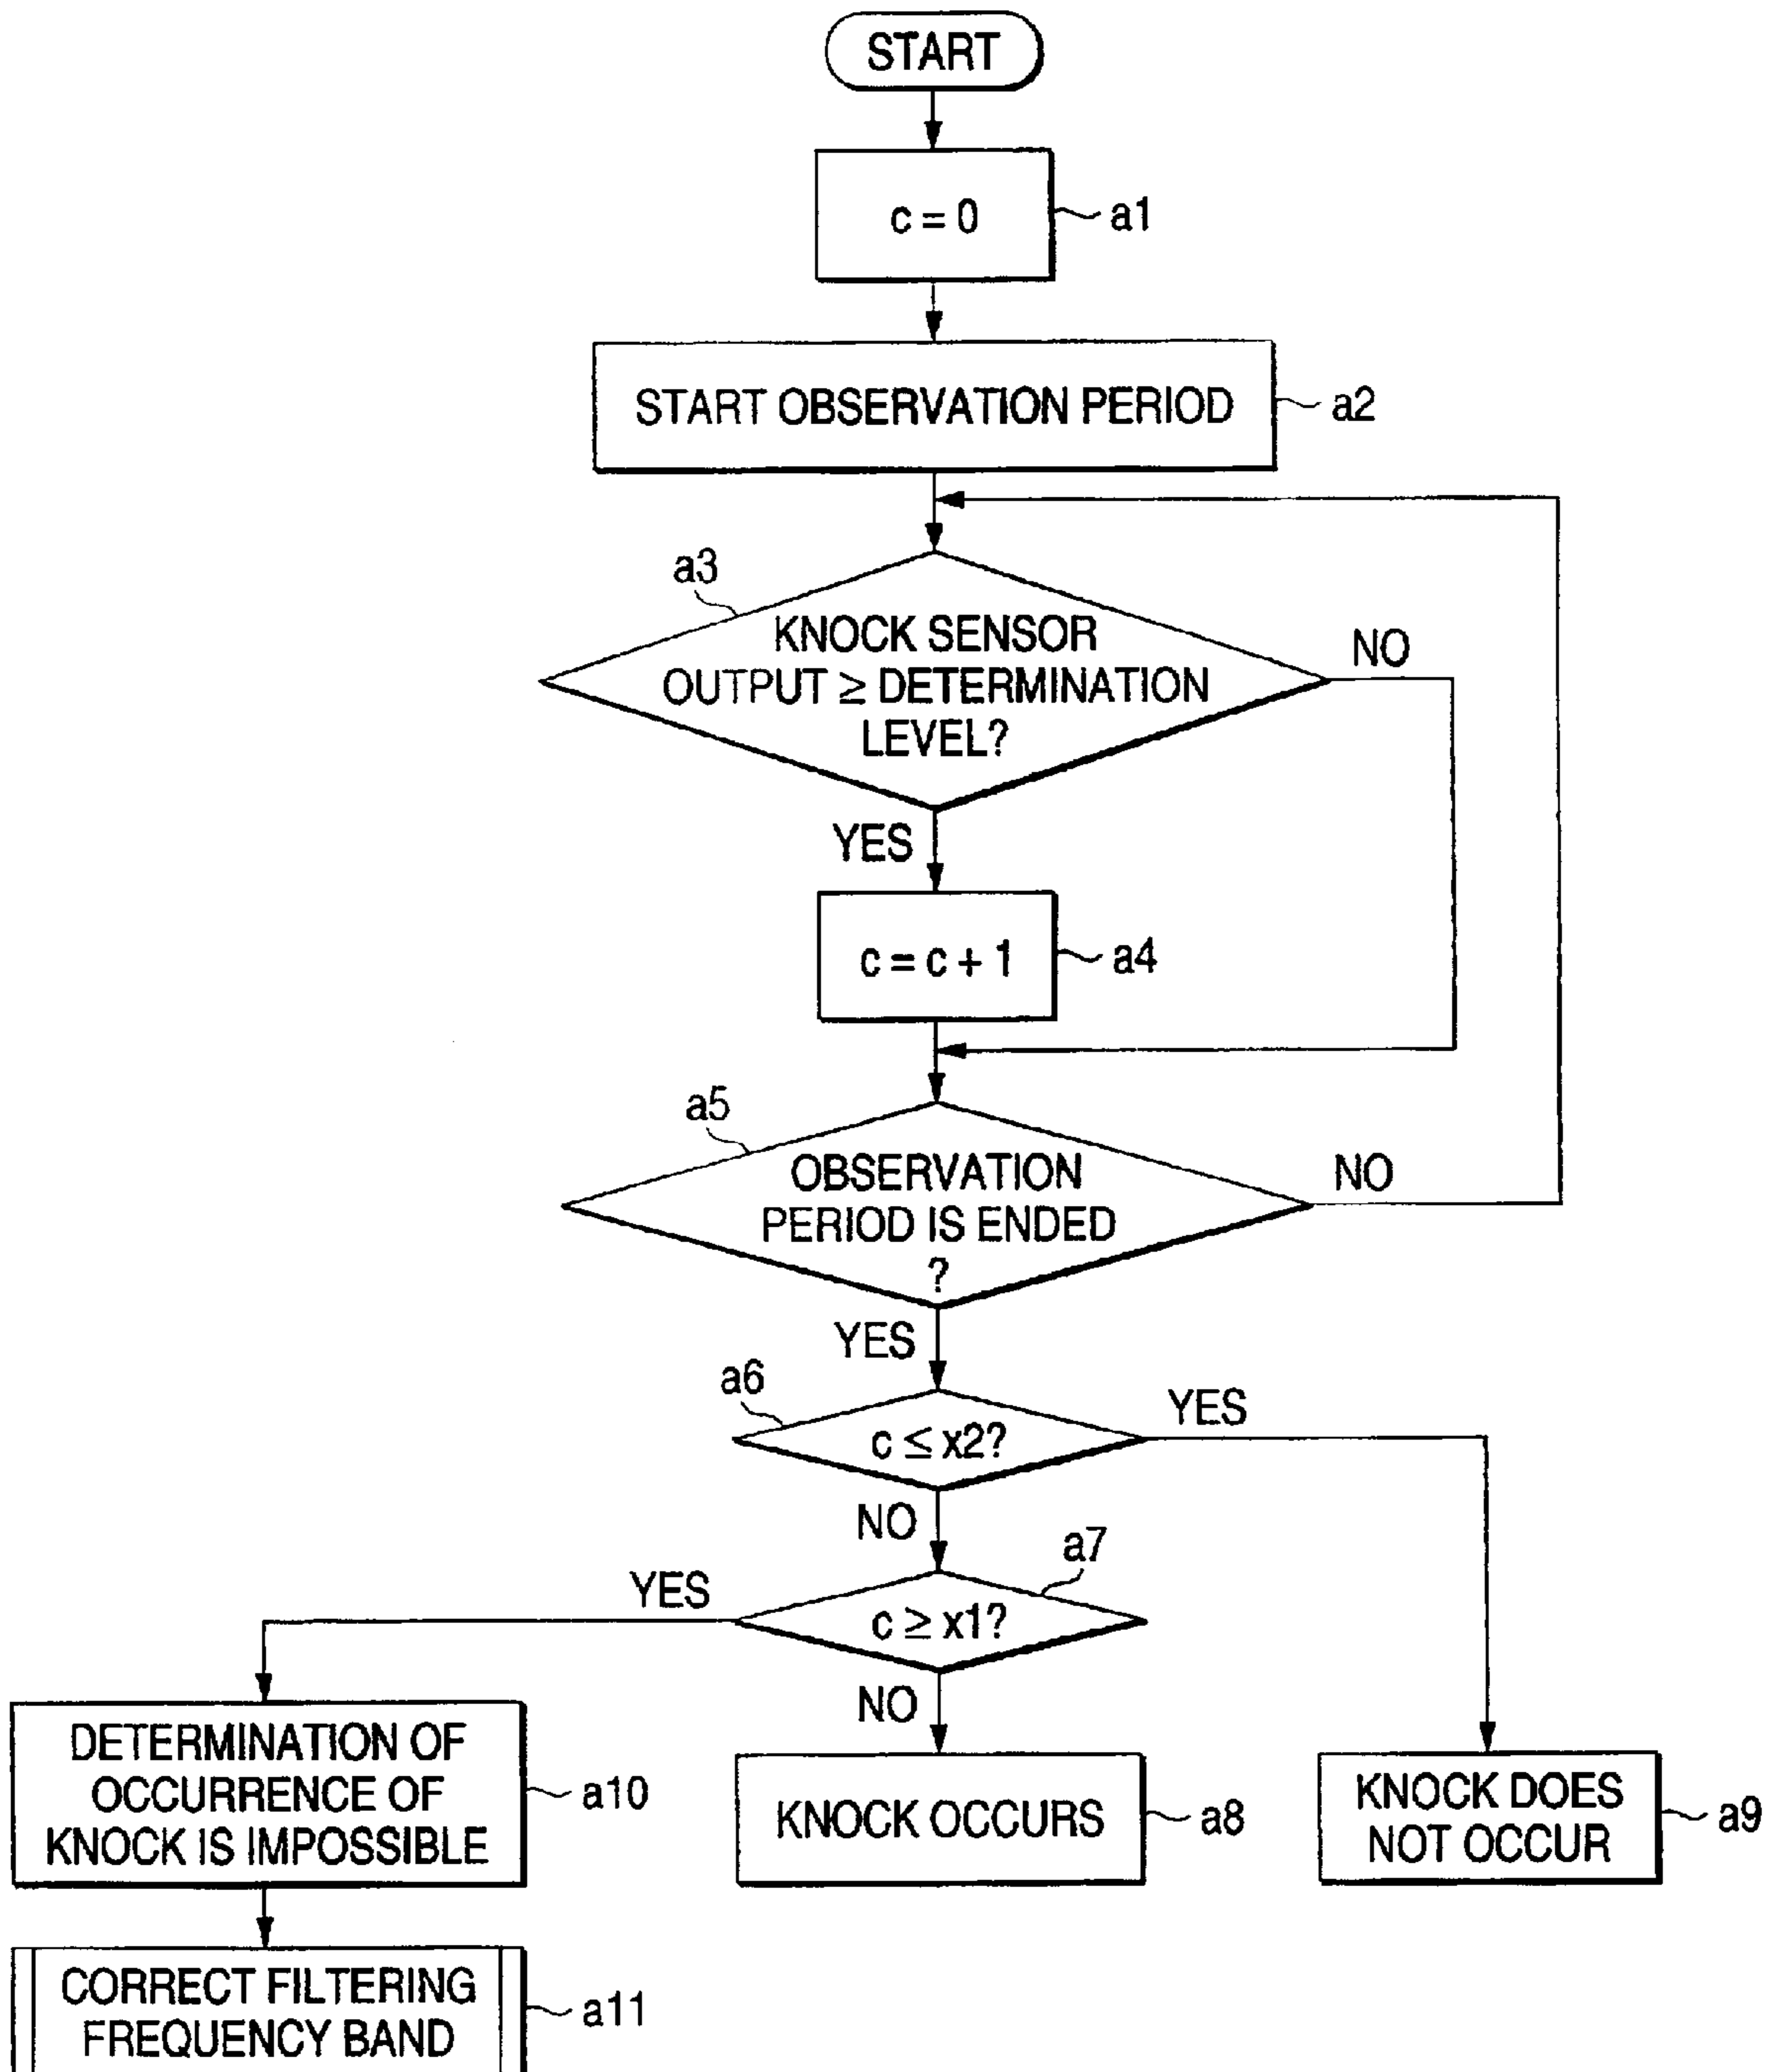 START
c = 0
a1
START OBSERVATION PERIOD
a2
a3
KNOCK SENSOR
OUTPUT ≥ DETERMINATION
LEVEL?
NO
YES
c = c + 1
a4
a5
OBSERVATION
PERIOD IS ENDED
?
NO
YES
a6
c ≤ x2?
YES
NO
a7
c ≥ x1?
YES
NO
DETERMINATION OF
OCCURRENCE OF
KNOCK IS IMPOSSIBLE
a10
KNOCK OCCURS
a8
KNOCK DOES
NOT OCCUR
a9
CORRECT FILTERING
FREQUENCY BAND
a11